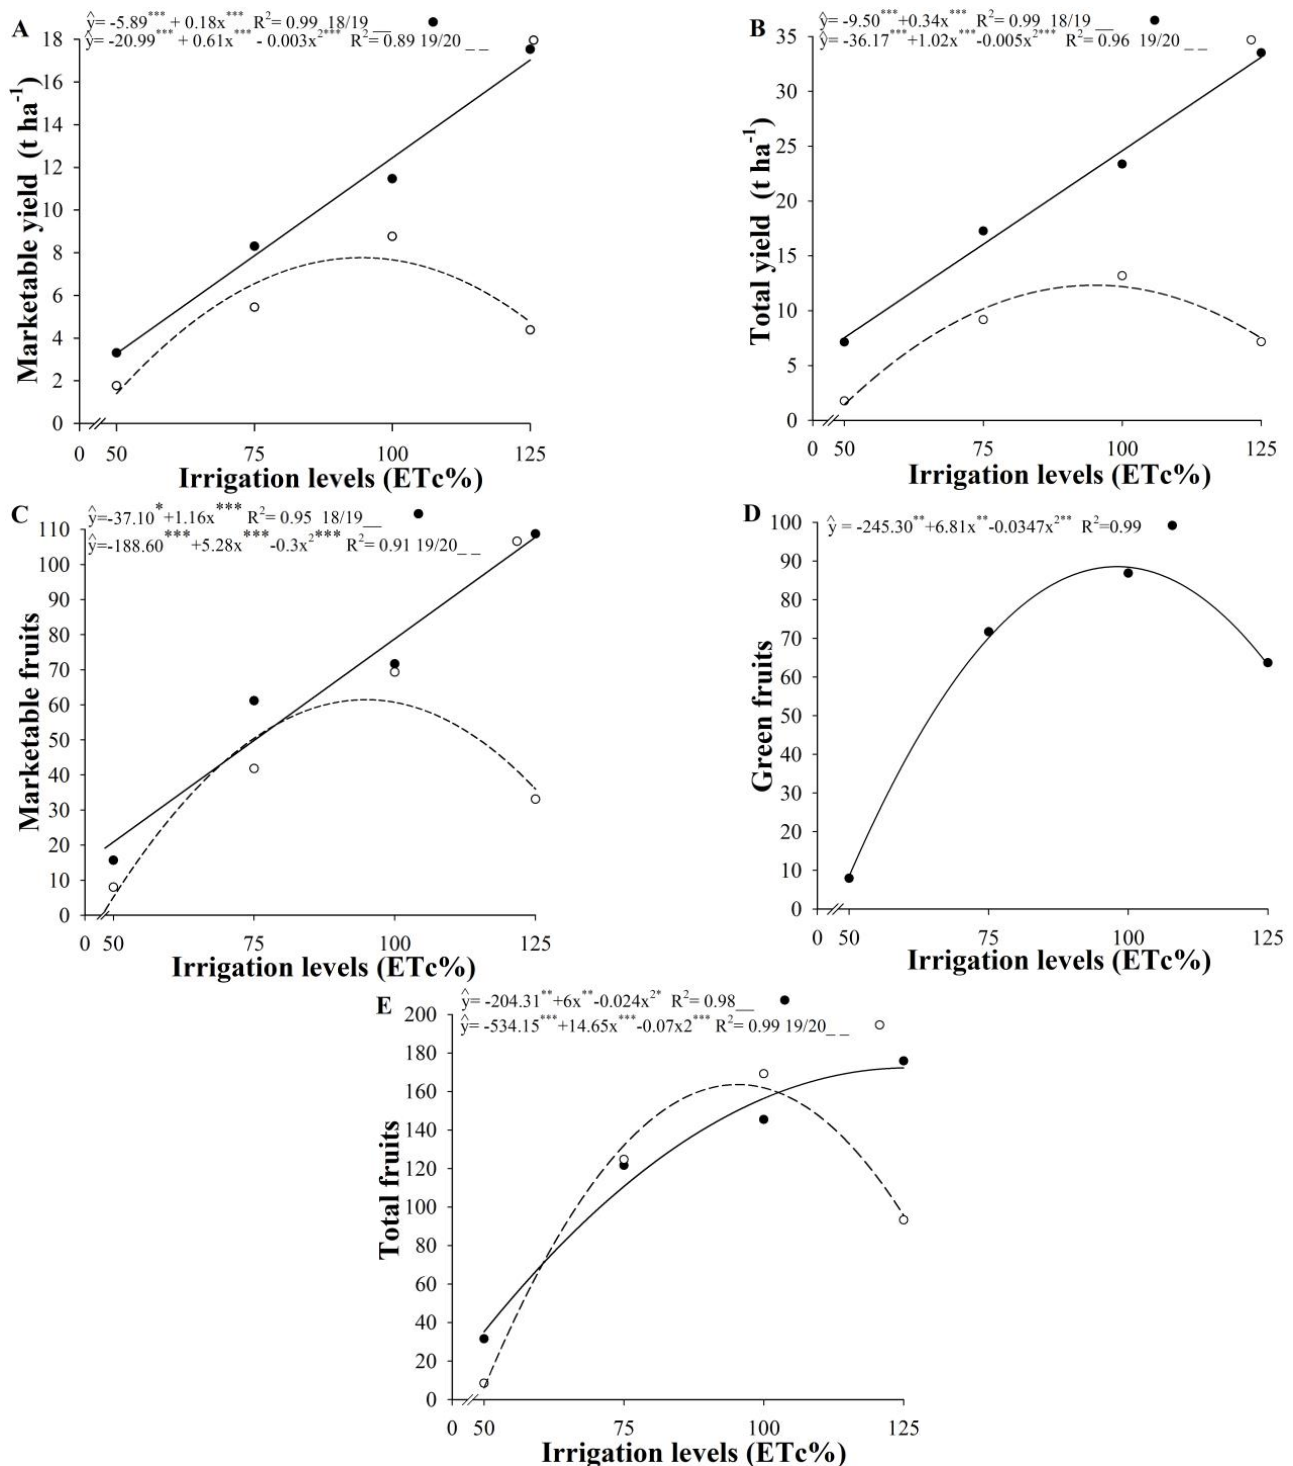 A
ŷ= -5.89*** + 0.18x*** R²= 0.99 18/19__ ●
ŷ= -20.99*** + 0.61x*** - 0.003x²*** R²= 0.89 19/20_ _ ○
18
16
14
12
10
8
6
4
2
0
Marketable yield (t ha⁻¹)
0 50 75 100 125
Irrigation levels (ETc%)
B
ŷ= -9.50***+0.34x*** R²= 0.99 18/19__ ●
ŷ= -36.17***+1.02x***-0.005x²*** R²=0.96 19/20_ _ ○
35
30
25
20
15
10
5
0
Total yield (t ha⁻¹)
0 50 75 100 125
Irrigation levels (ETc%)
C
ŷ=-37.10*+1.16x*** R²= 0.95 18/19__ ●
ŷ=-188.60***+5.28x***-0.3x²*** R²= 0.91 19/20_ _ ○
110
100
90
80
70
60
50
40
30
20
10
0
Marketable fruits
0 50 75 100 125
Irrigation levels (ETc%)
D
ŷ = -245.30**+6.81x**-0.0347x²** R²=0.99 ●
100
90
80
70
60
50
40
30
20
10
0
Green fruits
0 50 75 100 125
Irrigation levels (ETc%)
E
ŷ= -204.31**+6x**-0.024x²* R²= 0.98__ ●
ŷ= -534.15***+14.65x***-0.07x2*** R²= 0.99 19/20_ _ ○
200
180
160
140
120
100
80
60
40
20
0
Total fruits
0 50 75 100 125
Irrigation levels (ETc%)